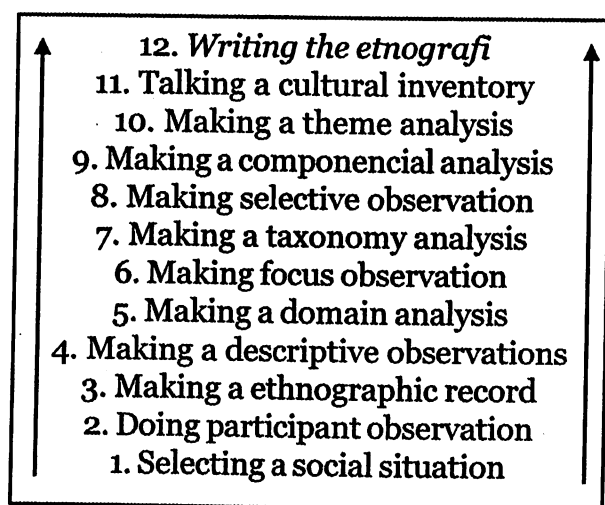 12. Writing the etnografi
11. Talking a cultural inventory
10. Making a theme analysis
9. Making a componencial analysis
8. Making selective observation
7. Making a taxonomy analysis
6. Making focus observation
5. Making a domain analysis
4. Making a descriptive observations
3. Making a ethnographic record
2. Doing participant observation
1. Selecting a social situation